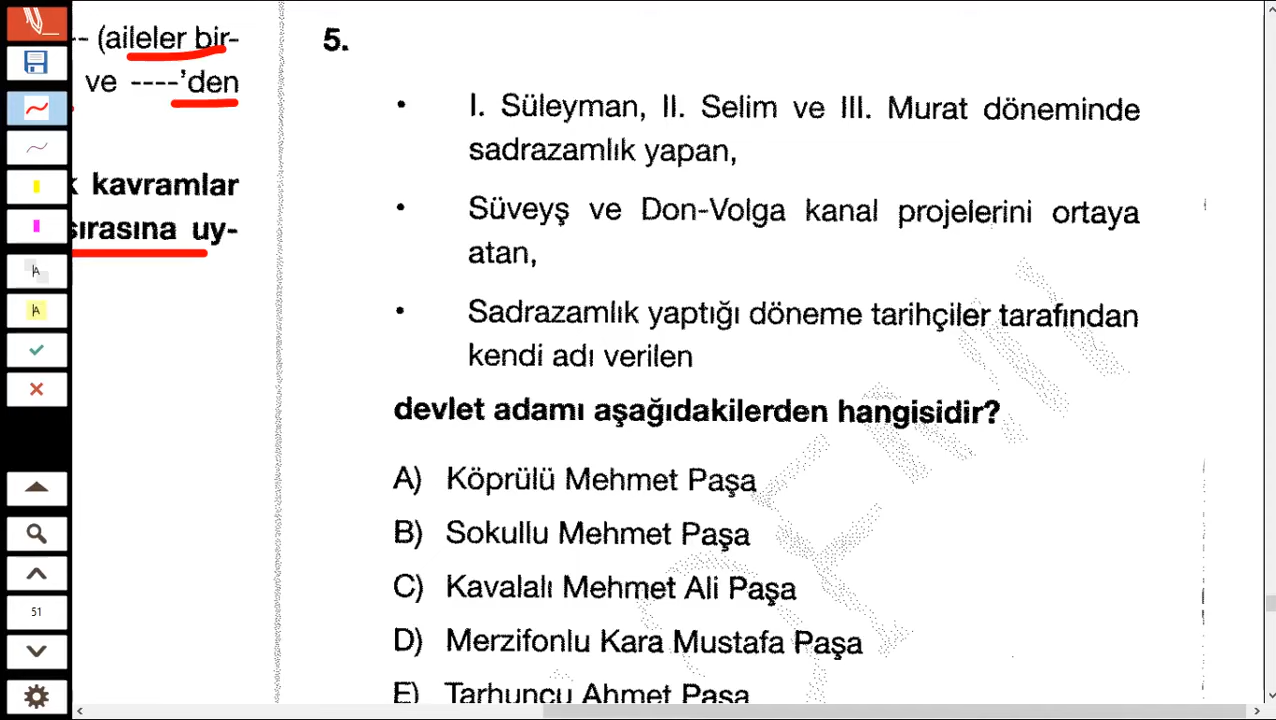 -- (aileler bir-
ve ----'den
kavramlar
sırasına uy-
5.
• I. Süleyman, II. Selim ve III. Murat döneminde
sadrazamlık yapan,
• Süveyş ve Don-Volga kanal projelerini ortaya
atan,
• Sadrazamlık yaptığı döneme tarihçiler tarafından
kendi adı verilen
devlet adamı aşağıdakilerden hangisidir?
A) Köprülü Mehmet Paşa
B) Sokullu Mehmet Paşa
C) Kavalalı Mehmet Ali Paşa
D) Merzifonlu Kara Mustafa Paşa
E) Tarhuncu Ahmet Paşa
51